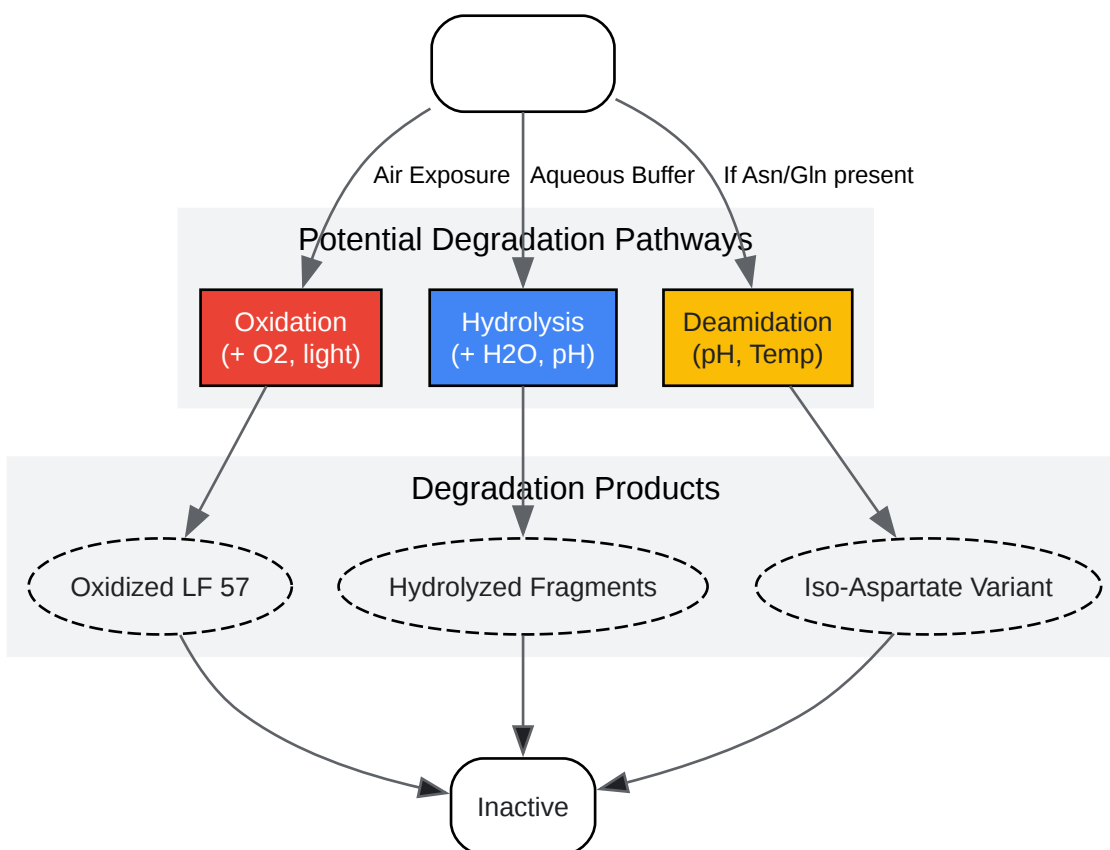 Air Exposure
Aqueous Buffer
If Asn/Gln present
Potential Degradation Pathways
Oxidation
(+ O2, light)
Hydrolysis
(+ H2O, pH)
Deamidation
(pH, Temp)
Degradation Products
Oxidized LF 57
Hydrolyzed Fragments
Iso-Aspartate Variant
Inactive